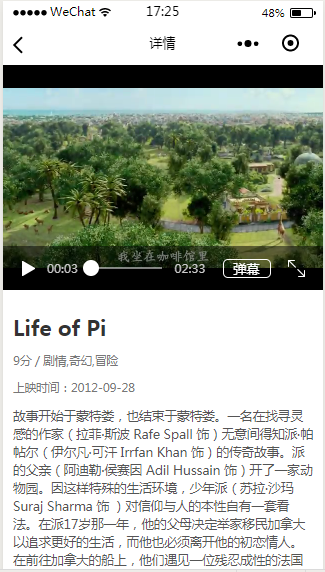 WeChat 17:25 48%
详情
我坐在咖啡馆里
00:03 02:33 弹幕
Life of Pi
9分 / 剧情,奇幻,冒险
上映时间：2012-09-28
故事开始于蒙特娄，也结束于蒙特娄。一名在找寻灵
感的作家（拉菲·斯波 Rafe Spall 饰）无意间得知派·帕
帖尔（伊尔凡·可汗 Irrfan Khan 饰）的传奇故事。派
的父亲（阿迪勒·侯赛因 Adil Hussain 饰）开了一家动
物园。因这样特殊的生活环境，少年派（苏拉·沙玛
Suraj Sharma 饰 ）对信仰与人的本性自有一套看
法。在派17岁那一年，他的父母决定举家移民加拿大
以追求更好的生活，而他也必须离开他的初恋情人。
在前往加拿大的船上，他们遇见一位残忍成性的法国